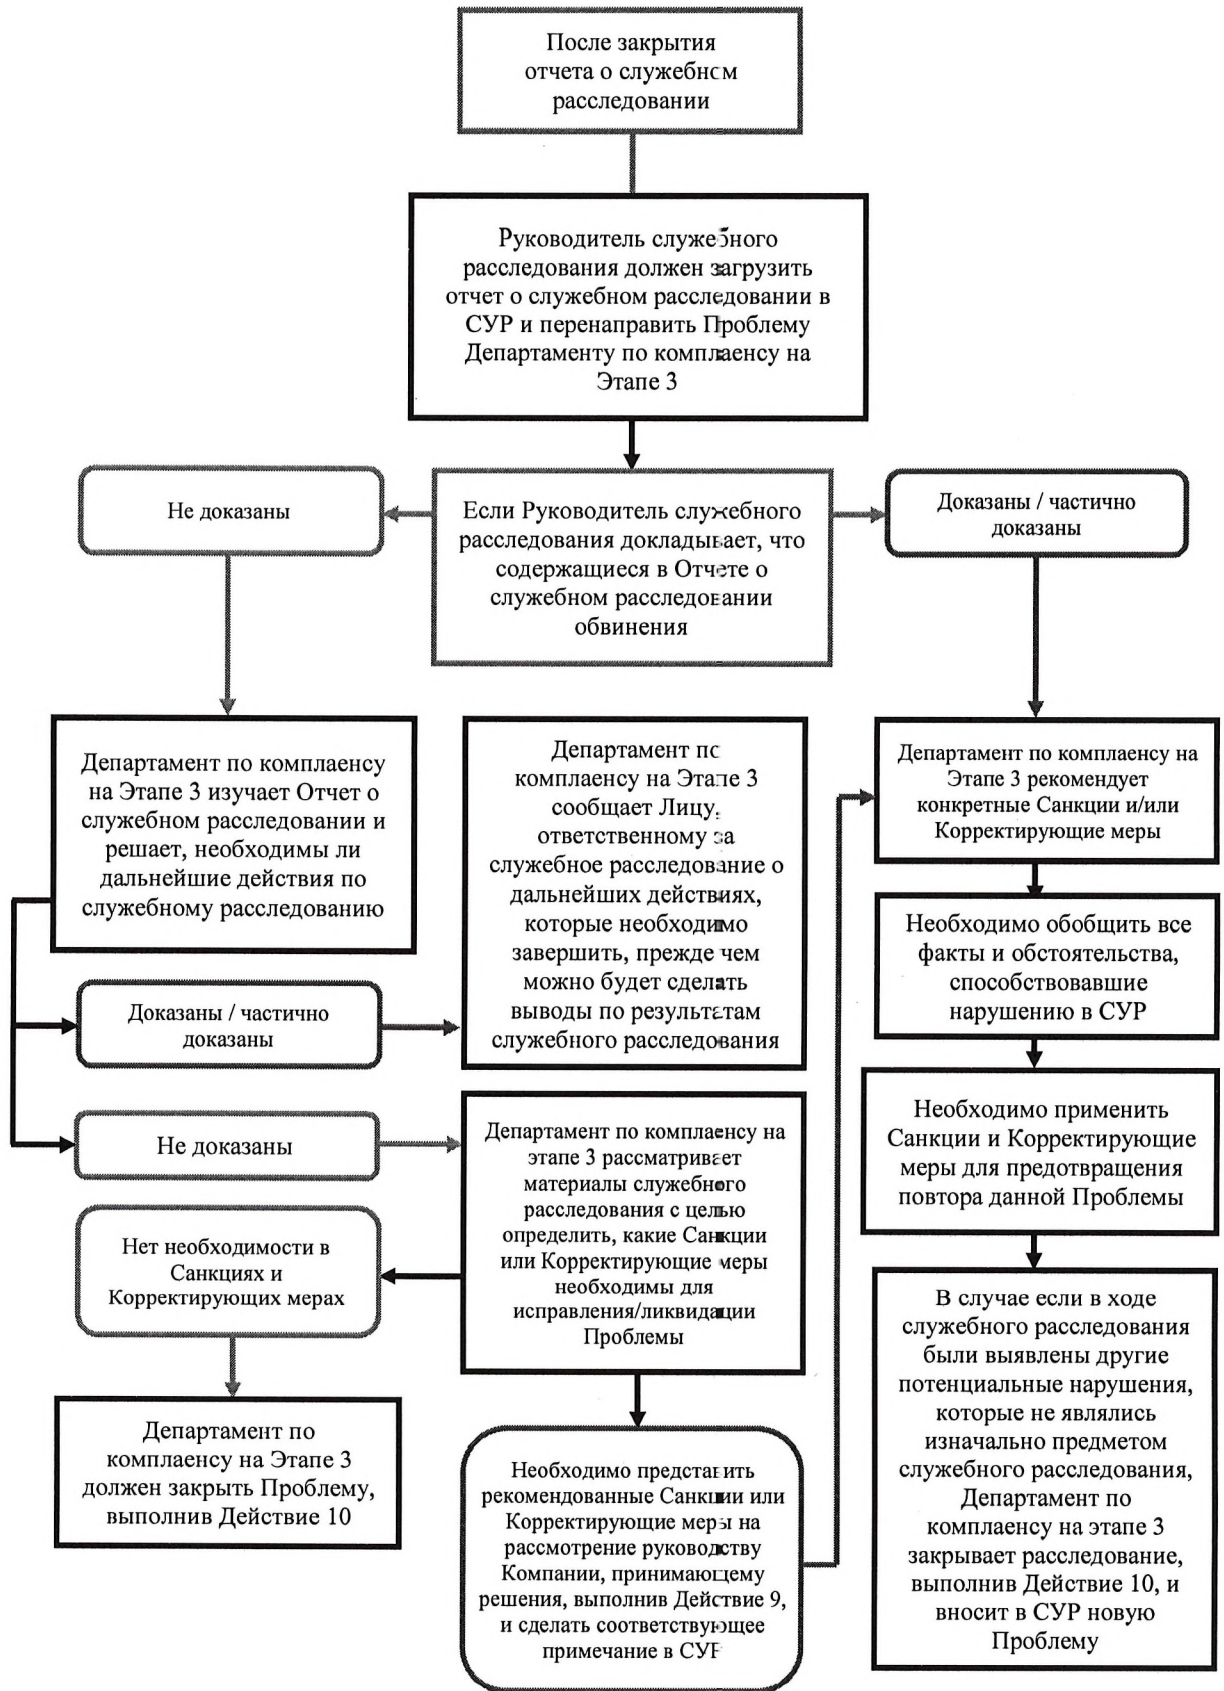 После закрытия
отчета о служебном
расследовании
Руководитель служебного
расследования должен загрузить
отчет о служебном расследовании в
СУР и перенаправить Проблему
Департаменту по комплаенсу на
Этапе 3
Не доказаны
Если Руководитель служебного
расследования докладывает, что
содержащиеся в Отчете о
служебном расследовании
обвинения
Доказаны / частично
доказаны
Департамент по комплаенсу
на Этапе 3 изучает Отчет о
служебном расследовании и
решает, необходимы ли
дальнейшие действия по
служебному расследованию
Департамент по
комплаенсу на Этапе 3
сообщает Лицу,
ответственному за
служебное расследование о
дальнейших действиях,
которые необходимо
завершить, прежде чем
можно будет сделать
выводы по результатам
служебного расследования
Департамент по комплаенсу на
Этапе 3 рекомендует
конкретные Санкции и/или
Корректирующие меры
Необходимо обобщить все
факты и обстоятельства,
способствовавшие
нарушению в СУР
Доказаны / частично
доказаны
Не доказаны
Департамент по комплаенсу на
этапе 3 рассматривает
материалы служебного
расследования с целью
определить, какие Санкции
или Корректирующие меры
необходимы для
исправления/ликвидации
Проблемы
Необходимо применить
Санкции и Корректирующие
меры для предотвращения
повтора данной Проблемы
Нет необходимости в
Санкциях и
Корректирующих мерах
Департамент по
комплаенсу на Этапе 3
должен закрыть Проблему,
выполнив Действие 10
Необходимо представить
рекомендованные Санкции или
Корректирующие меры на
рассмотрение руководству
Компании, принимающему
решения, выполнив Действие 9,
и сделать соответствующее
примечание в СУР
В случае если в ходе
служебного расследования
были выявлены другие
потенциальные нарушения,
которые не являлись
изначально предметом
служебного расследования,
Департамент по
комплаенсу на этапе 3
закрывает расследование,
выполнив Действие 10, и
вносит в СУР новую
Проблему